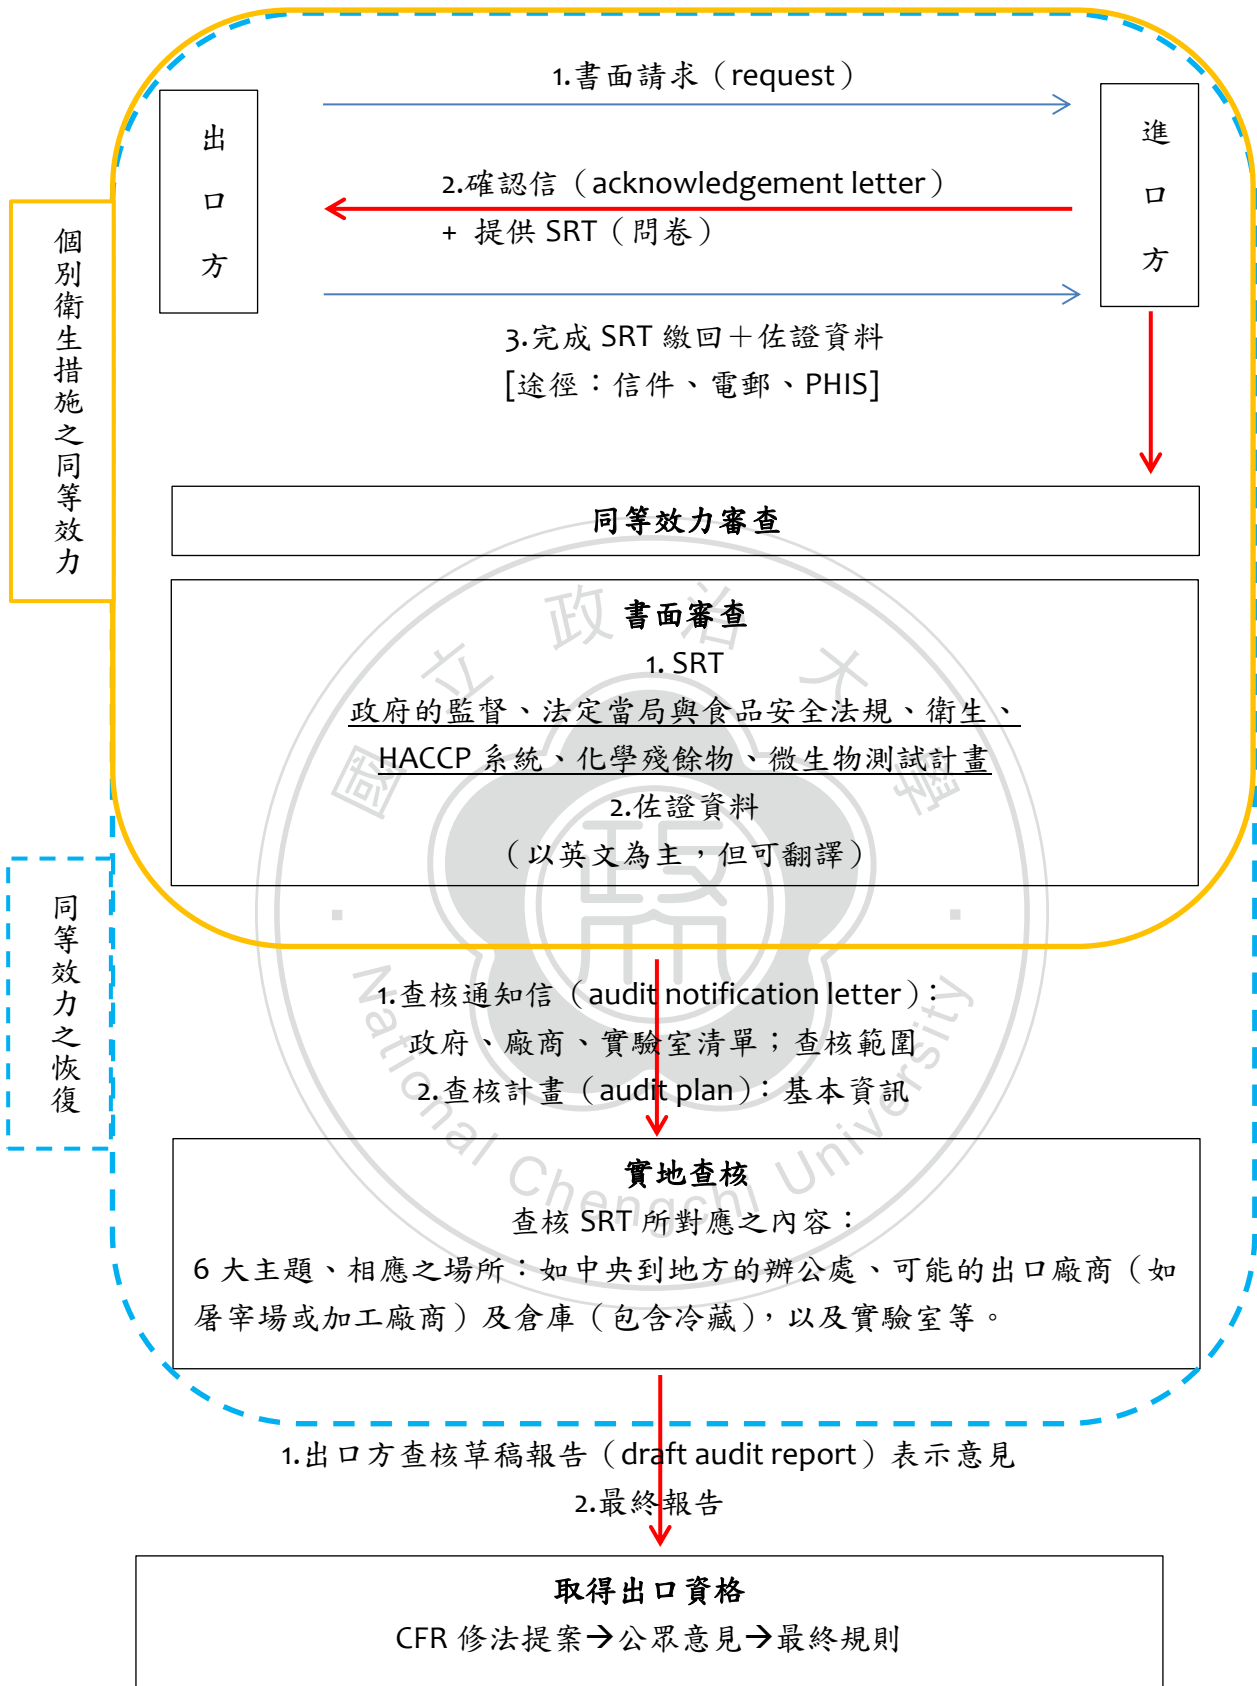 1.書面請求（request）
出口方
進口方
2.確認信（acknowledgement letter）
+ 提供 SRT（問卷）
個別衛生措施之同等效力
3.完成 SRT 繳回＋佐證資料
[途徑：信件、電郵、PHIS]
同等效力審查
書面審查
1. SRT
政府的監督、法定當局與食品安全法規、衛生、
HACCP 系統、化學殘餘物、微生物測試計畫
2.佐證資料
（以英文為主，但可翻譯）
同等效力之恢復
1.查核通知信（audit notification letter）：
政府、廠商、實驗室清單；查核範圍
2.查核計畫（audit plan）：基本資訊
實地查核
查核 SRT 所對應之內容：
6 大主題、相應之場所：如中央到地方的辦公處、可能的出口廠商（如
屠宰場或加工廠商）及倉庫（包含冷藏），以及實驗室等。
1.出口方查核草稿報告（draft audit report）表示意見
2.最終報告
取得出口資格
CFR 修法提案→公眾意見→最終規則
國立政治大學
National Chengchi University